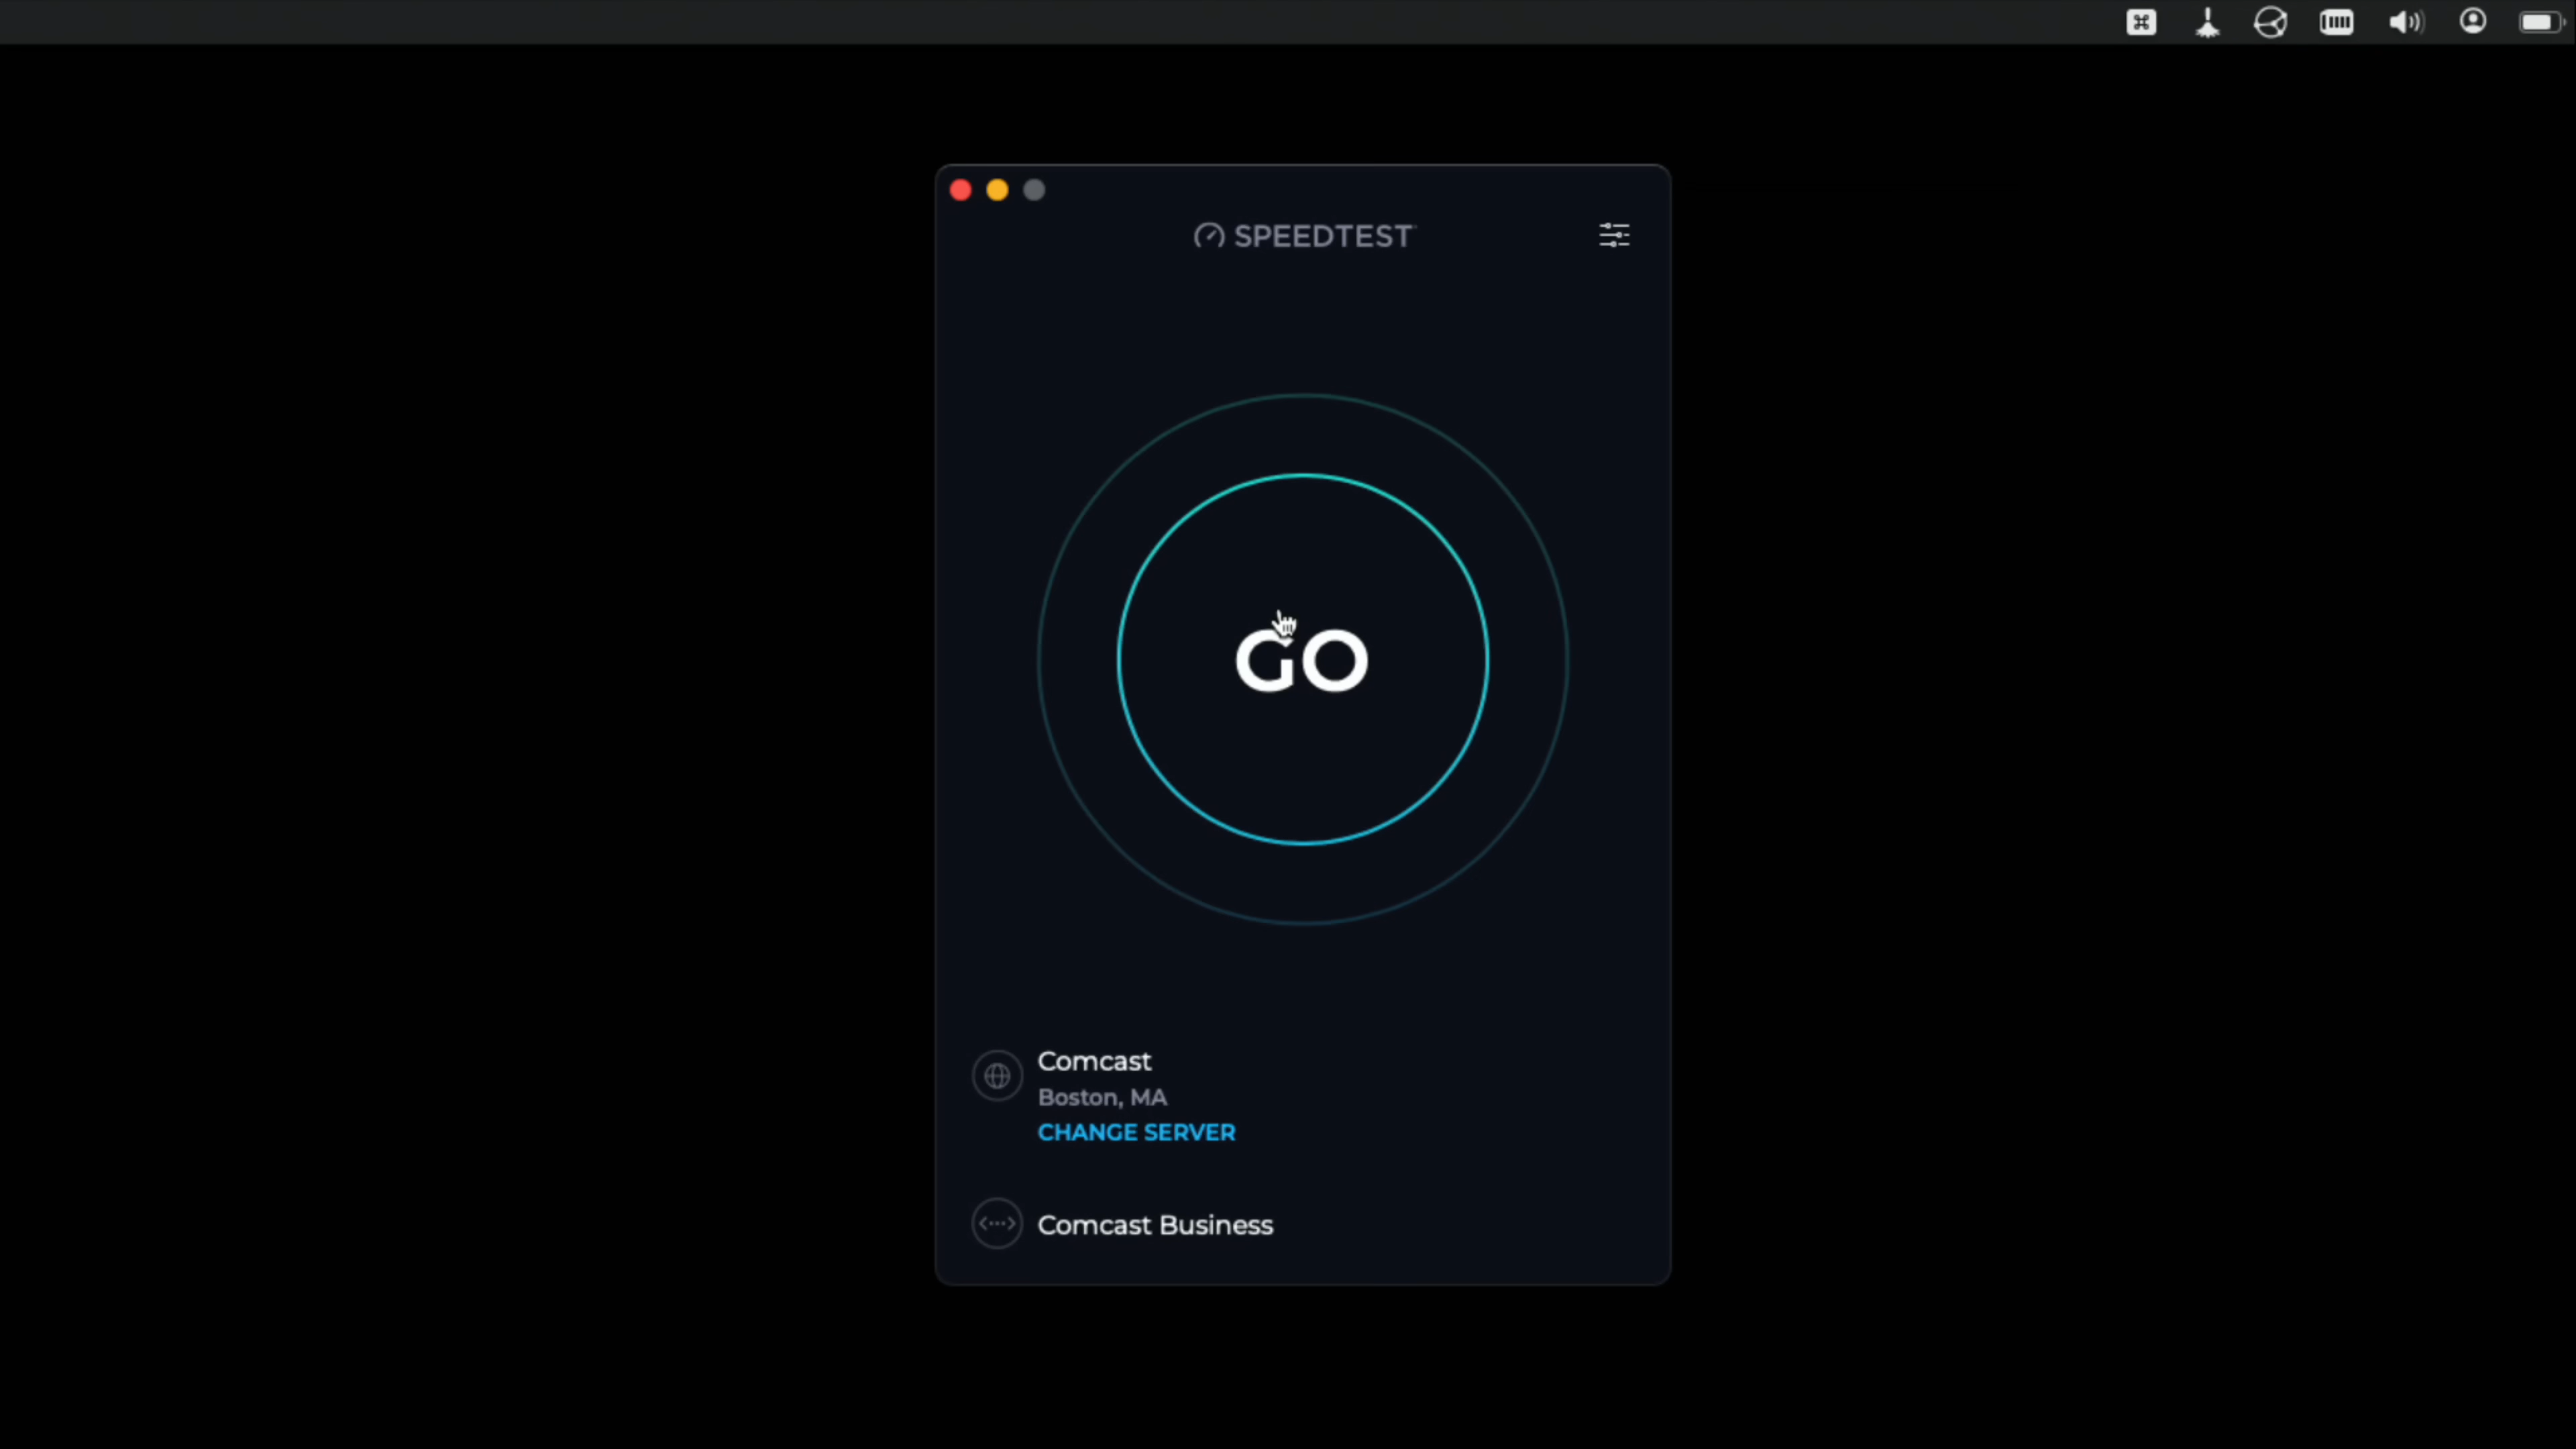 SPEEDTEST
GO
Comcast
Boston, MA
CHANGE SERVER
Comcast Business